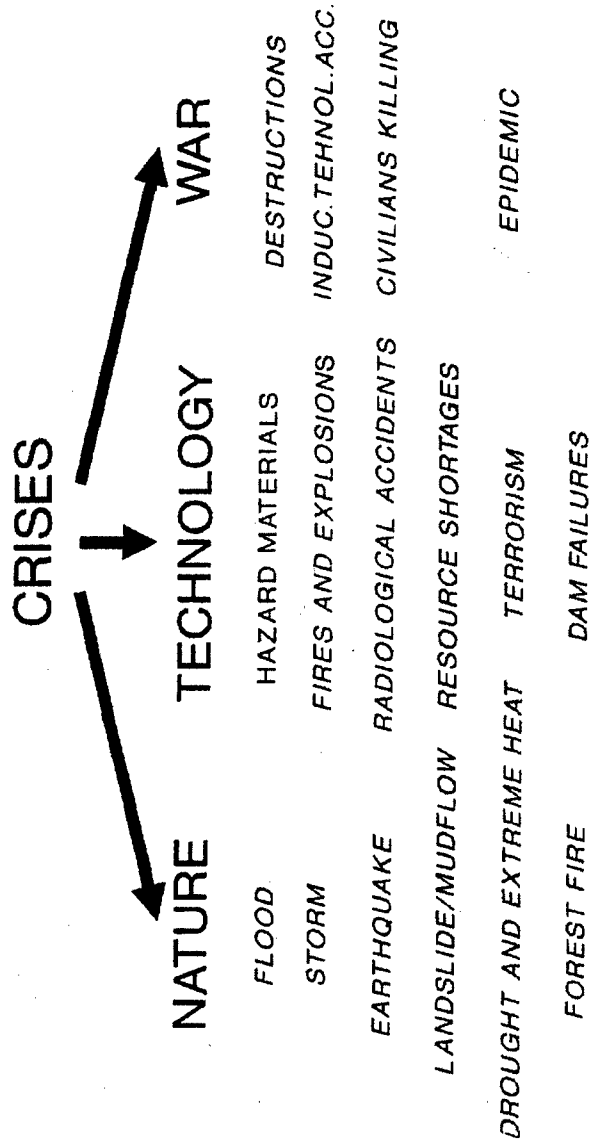 CRISES
NATURE TECHNOLOGY WAR
FLOOD HAZARD MATERIALS DESTRUCTIONS
STORM FIRES AND EXPLOSIONS INDUC.TEHNOL.ACC.
EARTHQUAKE RADIOLOGICAL ACCIDENTS CIVILIANS KILLING
LANDSLIDE/MUDFLOW RESOURCE SHORTAGES
DROUGHT AND EXTREME HEAT TERRORISM EPIDEMIC
FOREST FIRE DAM FAILURES